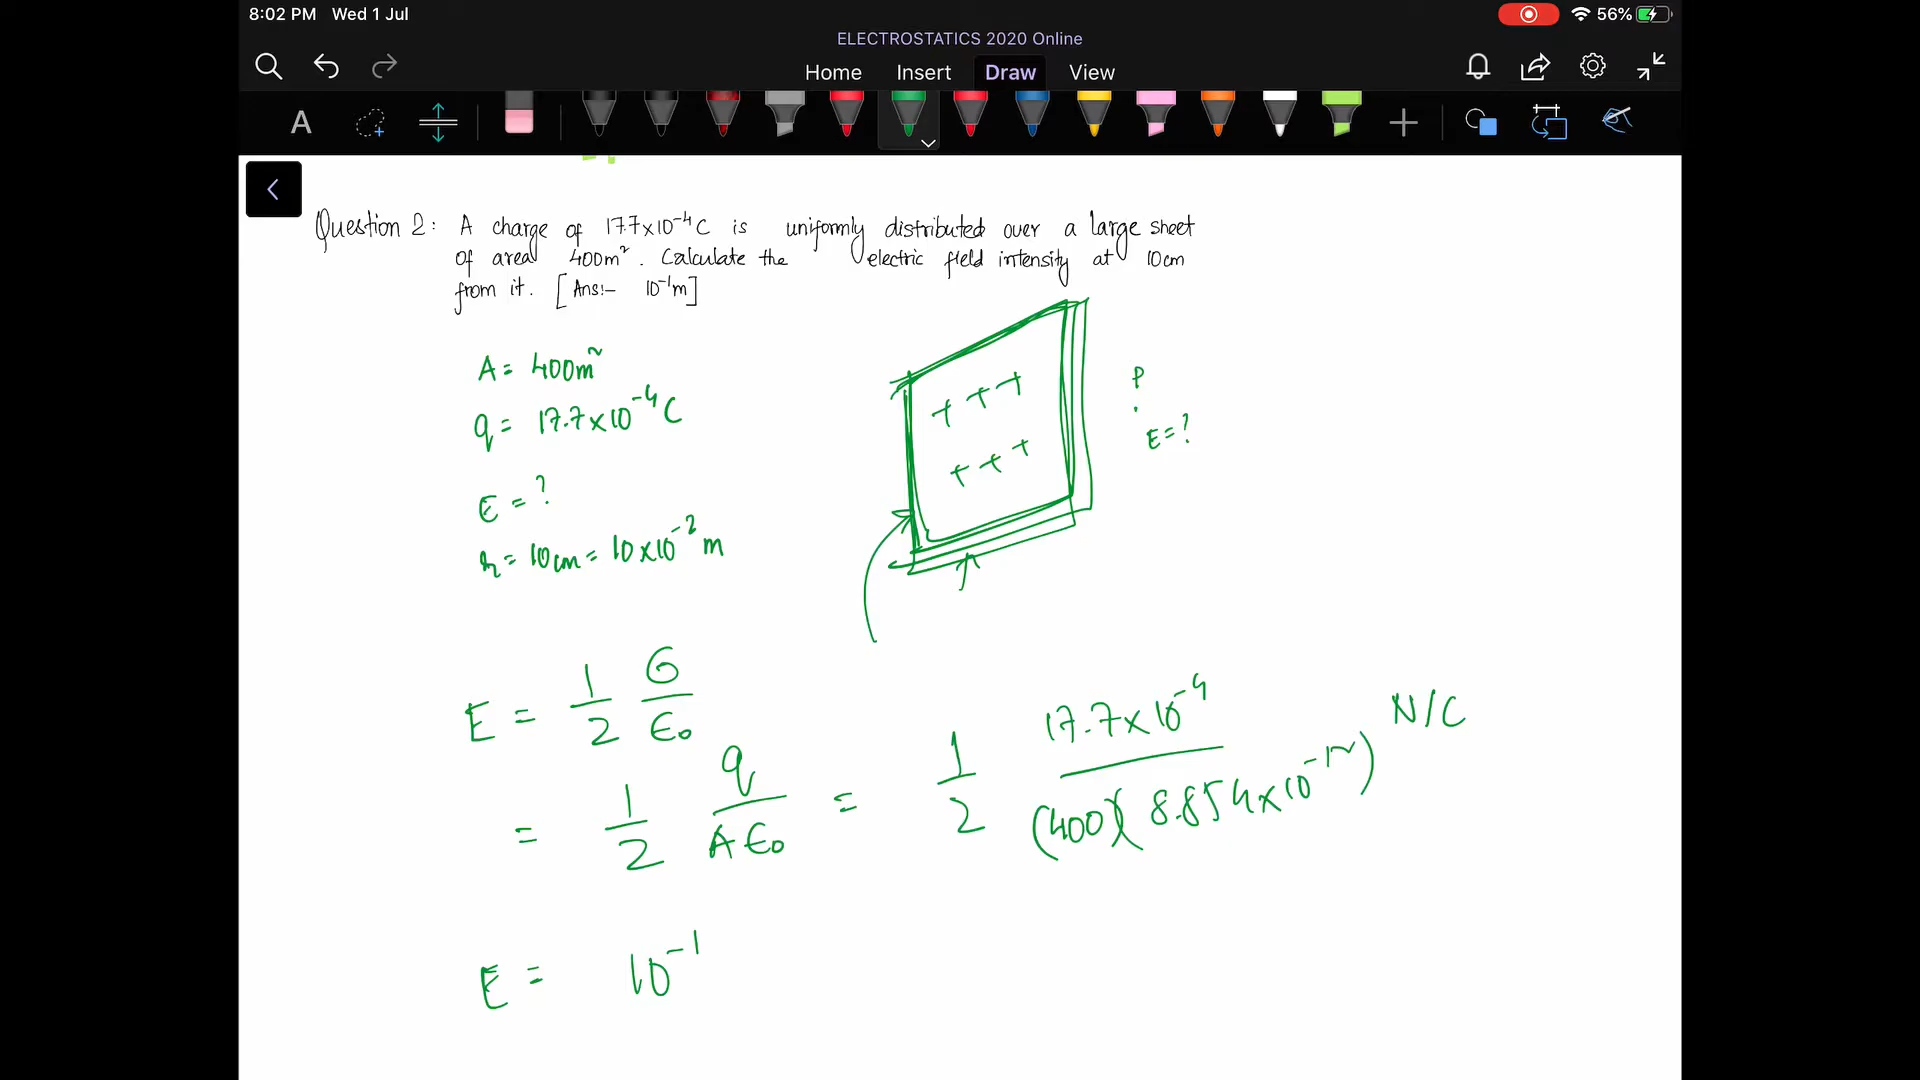 8:02 PM Wed 1 Jul
56%
ELECTROSTATICS 2020 Online
Home Insert Draw View
A
Question 2: A charge of 17.7×10⁻⁴C is uniformly distributed over a large sheet
of area 400m². Calculate the electric field intensity at 10cm
from it. [Ans:- 10⁻¹m]
A = 400m²
q = 17.7×10⁻⁴C
E = ?
r = 10cm = 10×10⁻² m
+ + +
+ + +
P
E = ?
E = 1/2 σ/ϵ₀
= 1/2 q/Aϵ₀ = 1/2 17.7×10⁻⁴/(400)(8.854×10⁻¹²) N/C
E = 10⁻¹